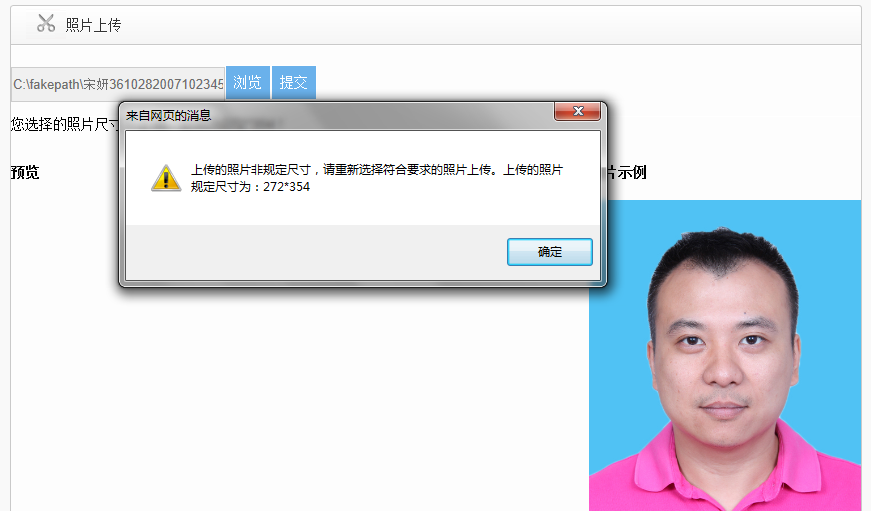 照片上传
C:\fakepath\宋妍3610282007102345
浏览
提交
来自网页的消息
您选择的照片尺寸
上传的照片非规定尺寸，请重新选择符合要求的照片上传。上传的照片
规定尺寸为：272*354
预览
片示例
确定